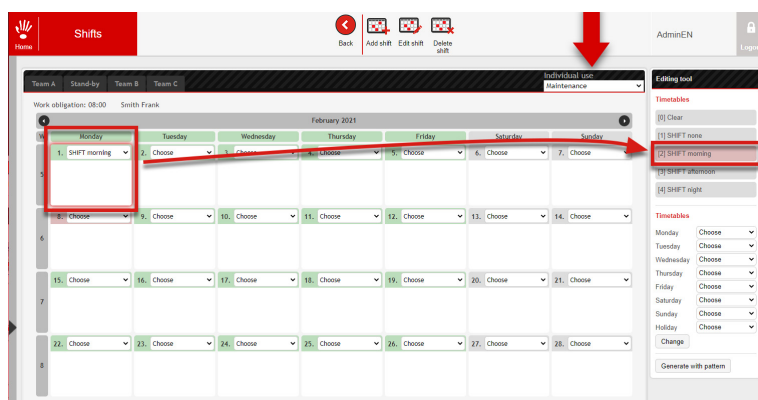 Home
Shifts
Back
Add shift
Edit shift
Delete
shift
AdminEN
Logout
Team A
Stand-by
Team B
Team C
Individual use
Maintenance
Work obligation: 08:00
Smith Frank
February 2021
Monday Tuesday Wednesday Thursday Friday Saturday Sunday
5
1. SHIFT morning
2. Choose
3. Choose
4. Choose
5. Choose
6. Choose
7. Choose
6
8. Choose
9. Choose
10. Choose
11. Choose
12. Choose
13. Choose
14. Choose
7
15. Choose
16. Choose
17. Choose
18. Choose
19. Choose
20. Choose
21. Choose
8
22. Choose
23. Choose
24. Choose
25. Choose
26. Choose
27. Choose
28. Choose
Editing tool
Timetables
[0] Clear
[1] SHIFT none
[2] SHIFT morning
[3] SHIFT afternoon
[4] SHIFT night
Timetables
Monday Choose
Tuesday Choose
Wednesday Choose
Thursday Choose
Friday Choose
Saturday Choose
Sunday Choose
Holiday Choose
Change
Generate with pattern